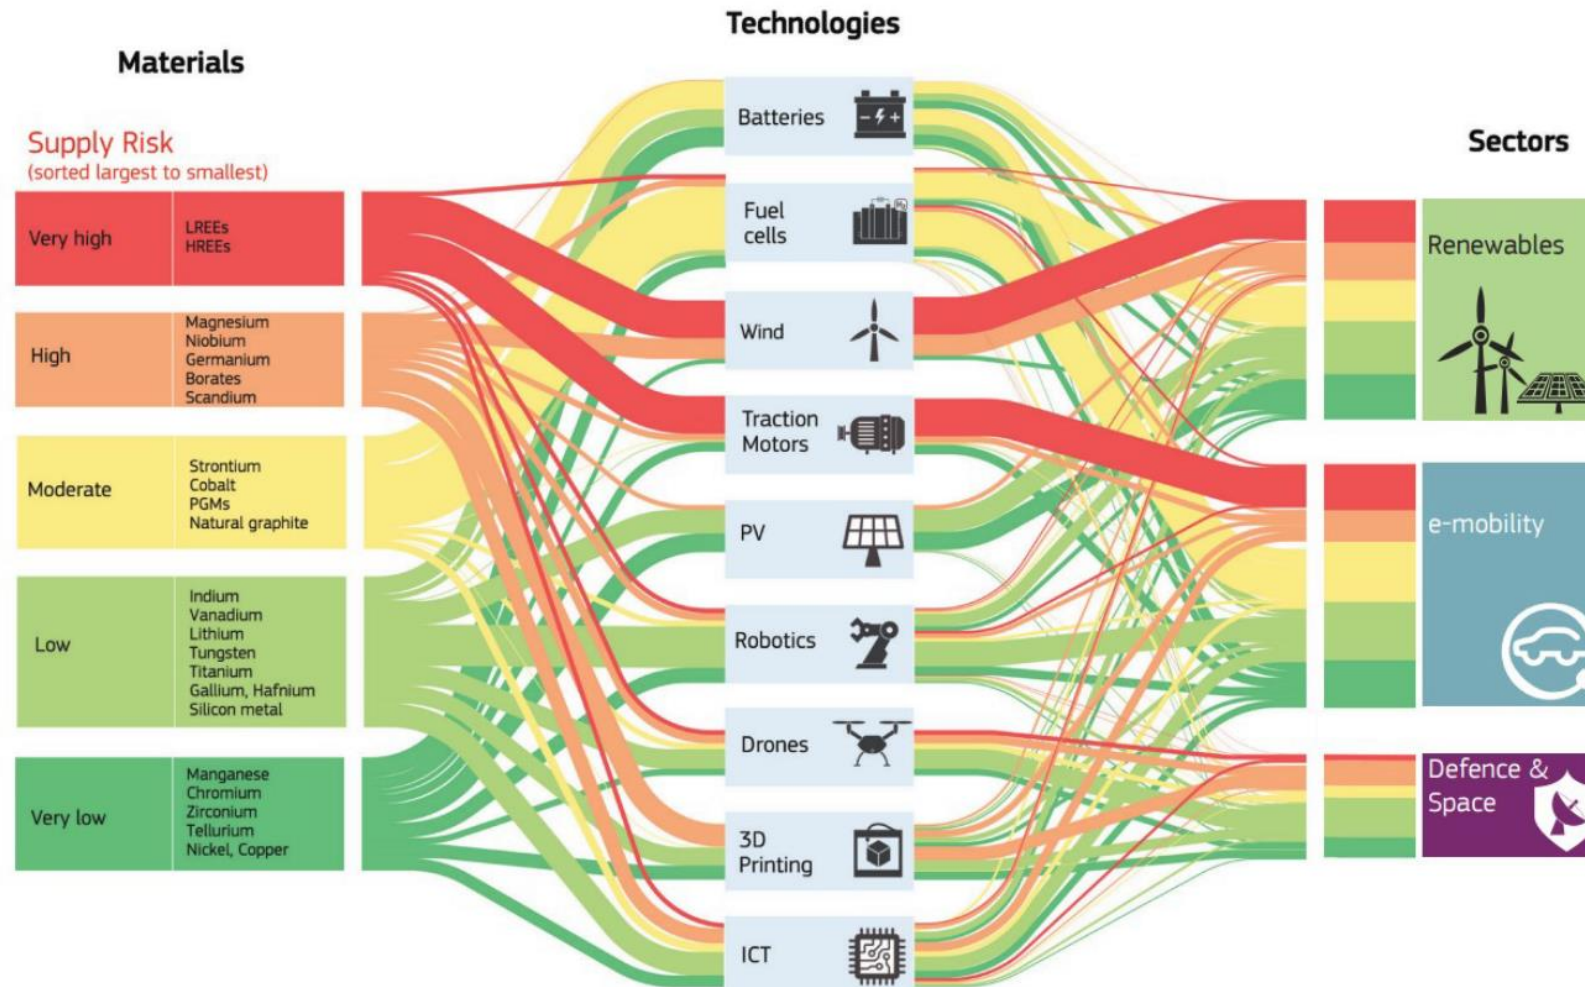 Technologies
Materials
Supply Risk
(sorted largest to smallest)
Very high
LREEs
HREEs
High
Magnesium
Niobium
Germanium
Borates
Scandium
Moderate
Strontium
Cobalt
PGMs
Natural graphite
Low
Indium
Vanadium
Lithium
Tungsten
Titanium
Gallium, Hafnium
Silicon metal
Very low
Manganese
Chromium
Zirconium
Tellurium
Nickel, Copper
Batteries
Fuel
cells
H₂
Wind
Traction
Motors
PV
Robotics
Drones
3D
Printing
ICT
Sectors
Renewables
e-mobility
Defence &
Space